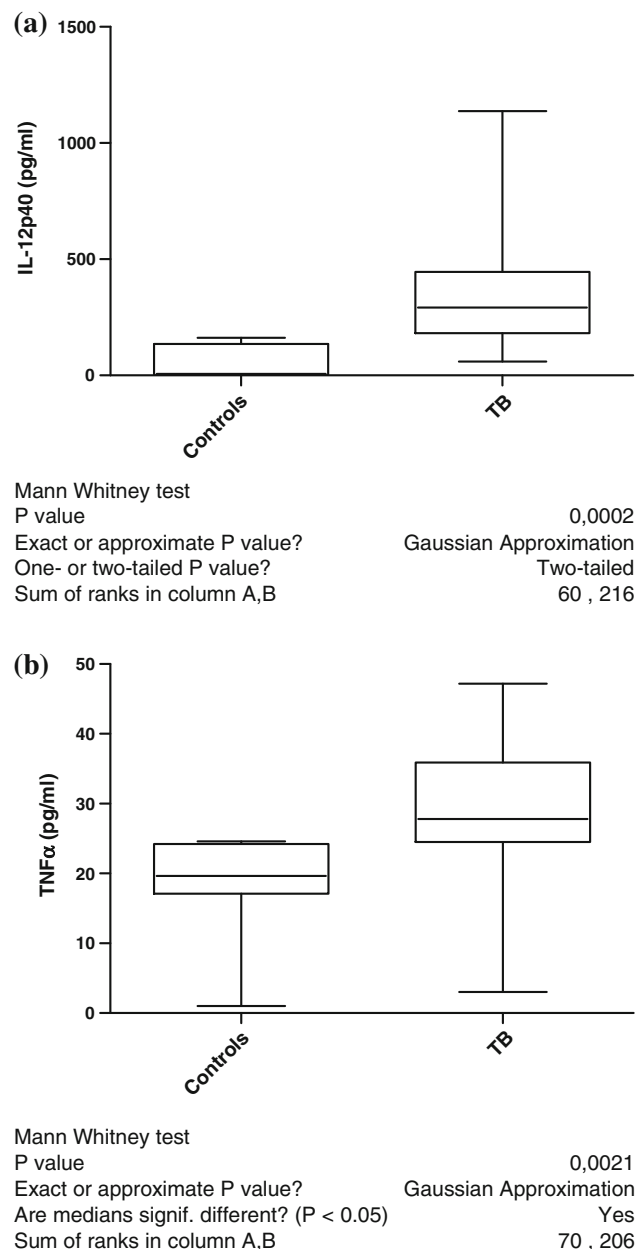 (a)
1500
1000
500
0
IL-12p40 (pg/ml)
Controls
TB
Mann Whitney test
P value 0,0002
Exact or approximate P value? Gaussian Approximation
One- or two-tailed P value? Two-tailed
Sum of ranks in column A,B 60 , 216
(b)
50
40
30
20
10
0
TNFα (pg/ml)
Controls
TB
Mann Whitney test
P value 0,0021
Exact or approximate P value? Gaussian Approximation
Are medians signif. different? (P < 0.05) Yes
Sum of ranks in column A,B 70 , 206